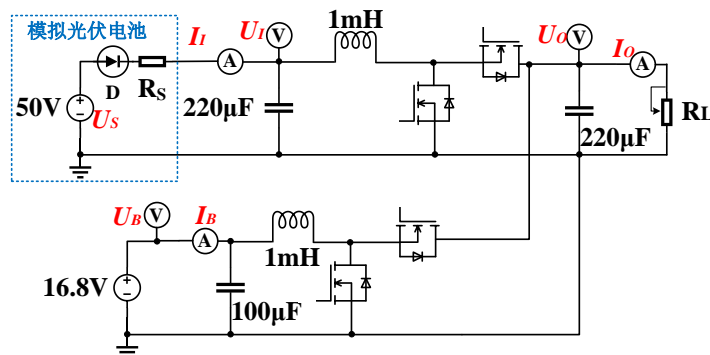 模拟光伏电池
I_I
U_I
1mH
U_O
I_O
V
V
A
A
D
R_S
50V
U_S
220μF
220μF
R_L
U_B
I_B
V
A
1mH
16.8V
100μF